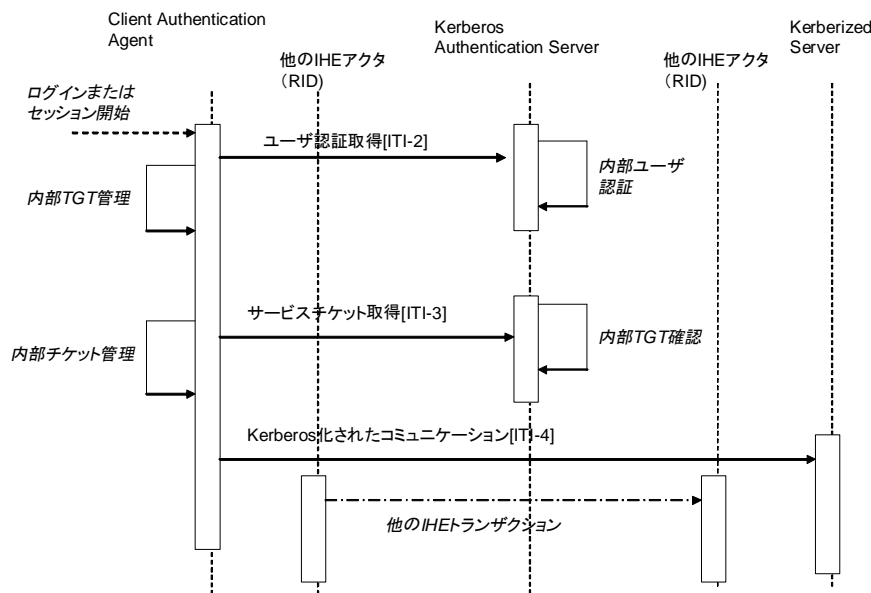 Client Authentication
Agent
他のIHEアクタ
(RID)
Kerberos
Authentication Server
他のIHEアクタ
(RID)
Kerberized
Server
ログインまたは
セッション開始
ユーザ認証取得[ITI-2]
内部ユーザ
認証
内部TGT管理
サービスチケット取得[ITI-3]
内部TGT確認
内部チケット管理
Kerberos化されたコミュニケーション[ITI-4]
他のIHEトランザクション